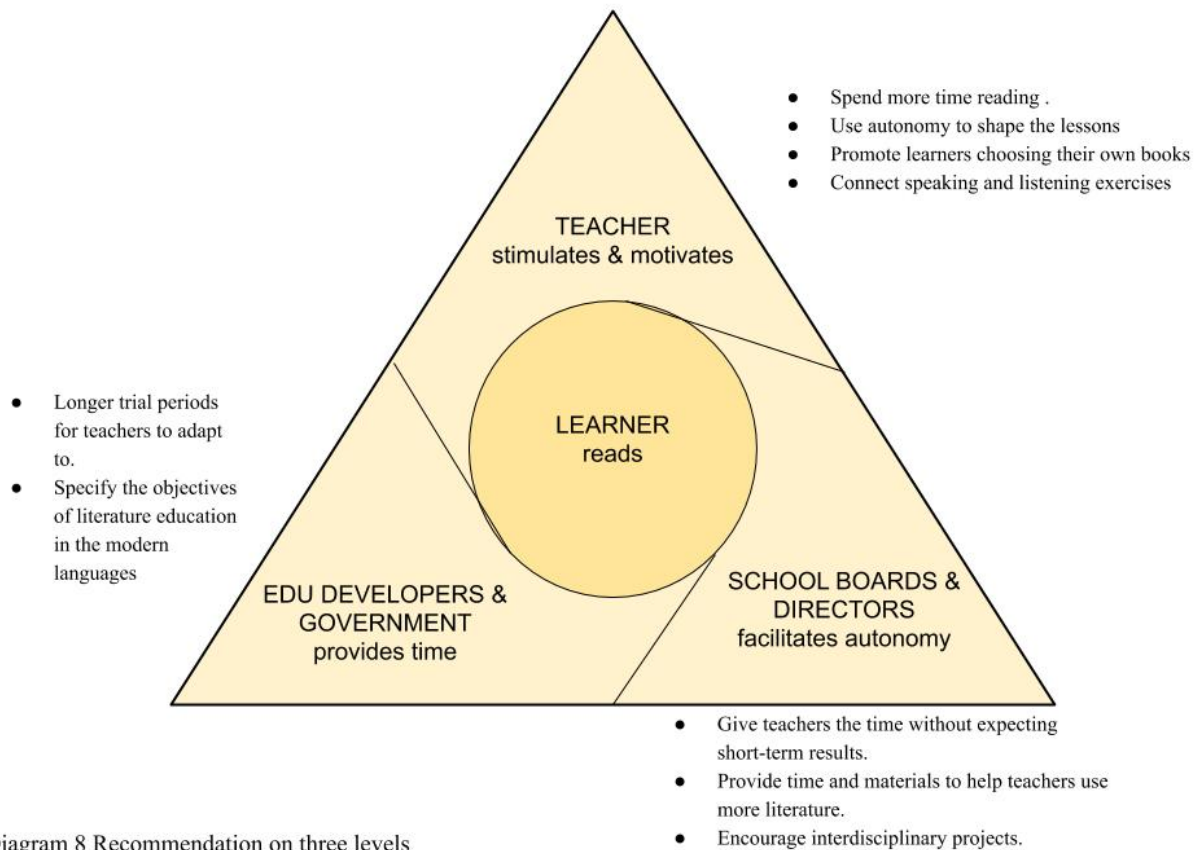 ● Spend more time reading .
● Use autonomy to shape the lessons
● Promote learners choosing their own books
● Connect speaking and listening exercises
TEACHER
stimulates & motivates
● Longer trial periods
for teachers to adapt
to.
● Specify the objectives
of literature education
in the modern
languages
LEARNER
reads
EDU DEVELOPERS &
GOVERNMENT
provides time
SCHOOL BOARDS &
DIRECTORS
facilitates autonomy
● Give teachers the time without expecting
short-term results.
● Provide time and materials to help teachers use
more literature.
● Encourage interdisciplinary projects.
Diagram 8 Recommendation on three levels